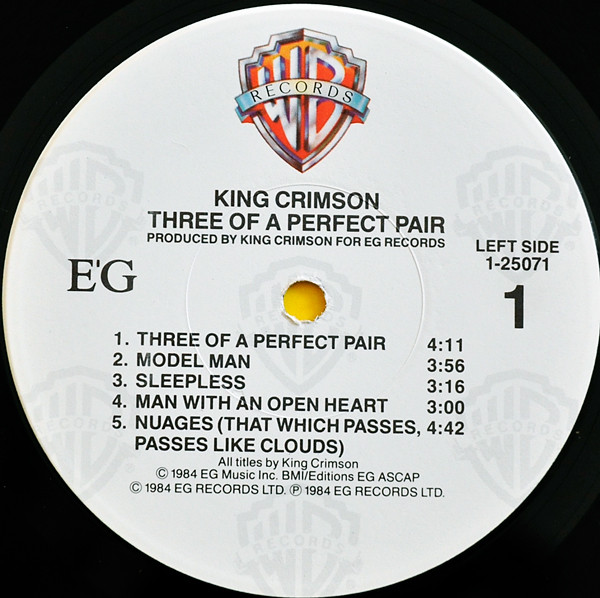 WB
RECORDS
KING CRIMSON
THREE OF A PERFECT PAIR
PRODUCED BY KING CRIMSON FOR EG RECORDS
LEFT SIDE
1-25071
1
E'G
1. THREE OF A PERFECT PAIR 4:11
2. MODEL MAN 3:56
3. SLEEPLESS 3:16
4. MAN WITH AN OPEN HEART 3:00
5. NUAGES (THAT WHICH PASSES, 4:42
PASSES LIKE CLOUDS)
All titles by King Crimson
© 1984 EG Music Inc. BMI/Editions EG ASCAP
© 1984 EG RECORDS LTD. ℗ 1984 EG RECORDS LTD.